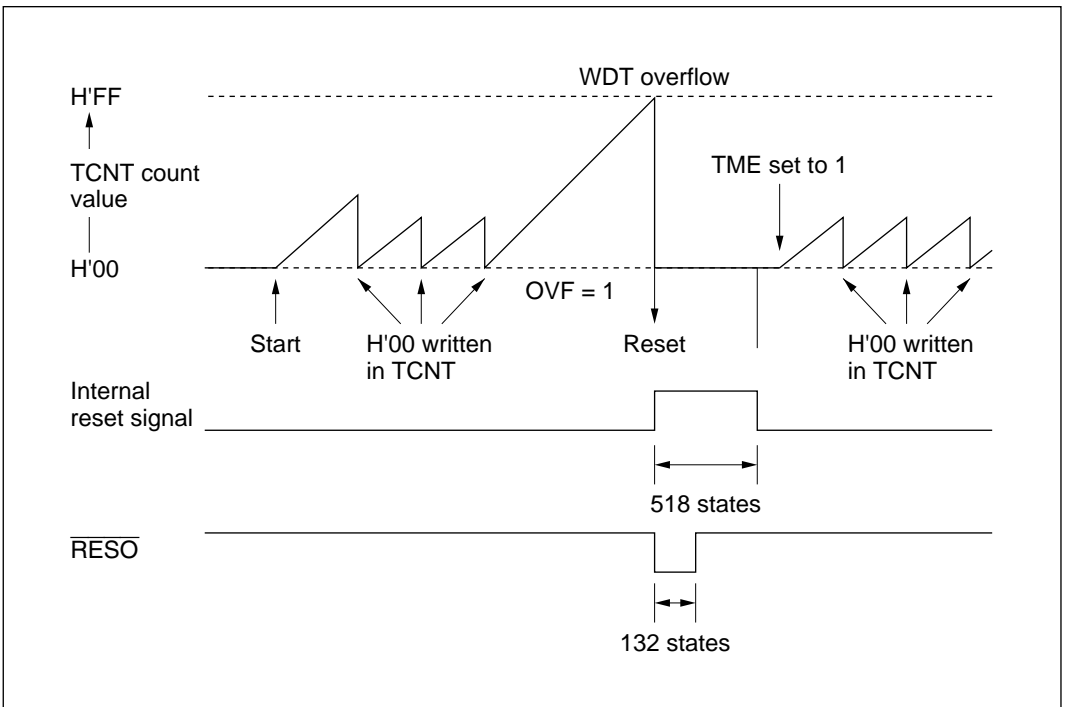 WDT overflow
H'FF
TCNT count
value
TME set to 1
H'00
OVF = 1
Start
H'00 written
in TCNT
Reset
H'00 written
in TCNT
Internal
reset signal
518 states
RESO
132 states